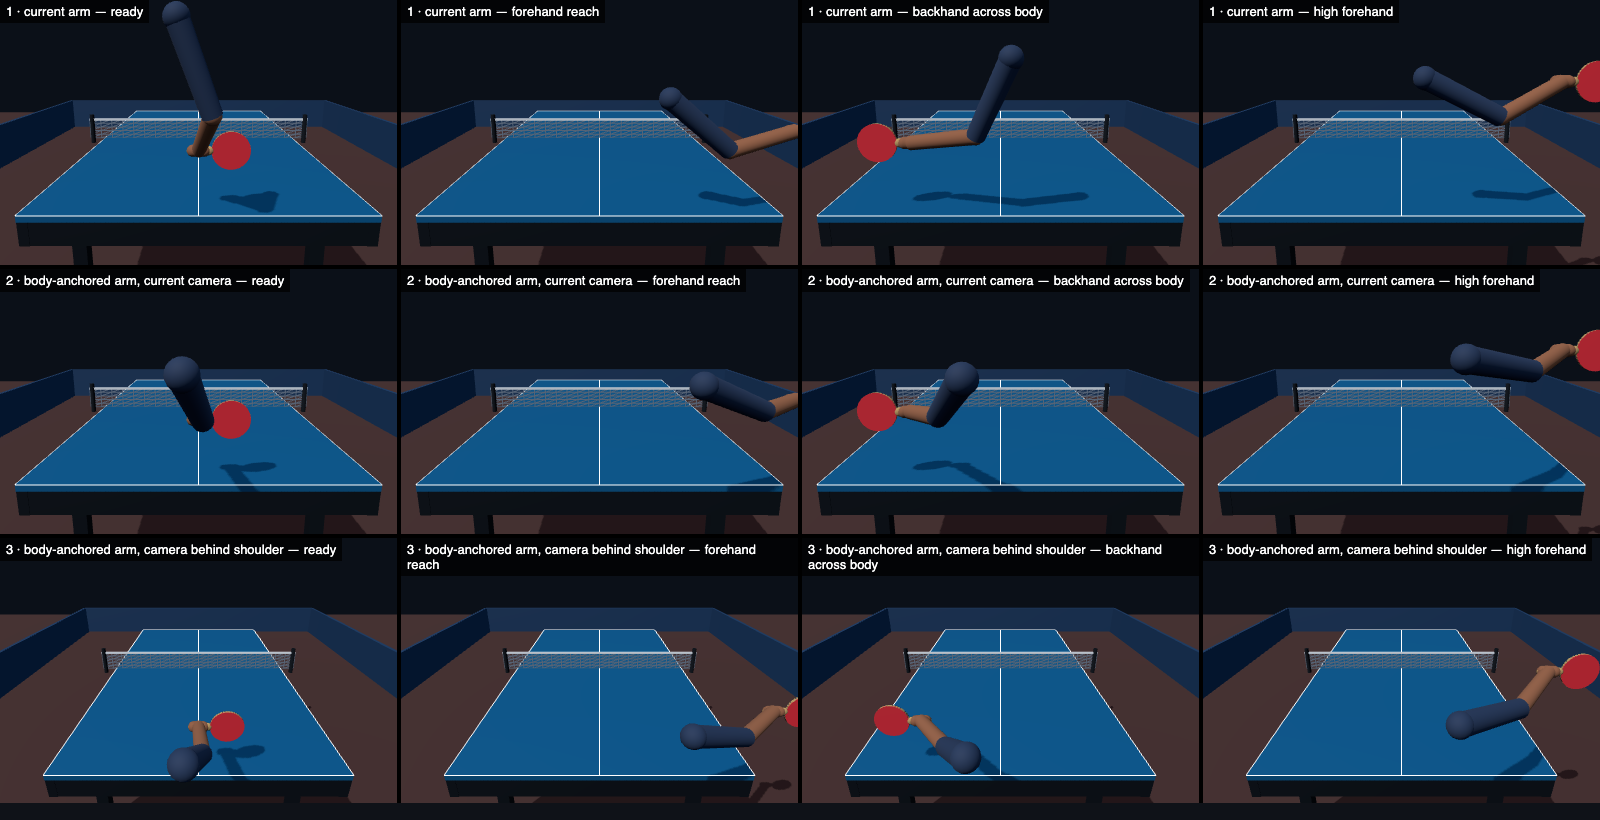 1 · current arm — ready
1 · current arm — forehand reach
1 · current arm — backhand across body
1 · current arm — high forehand
2 · body-anchored arm, current camera — ready
2 · body-anchored arm, current camera — forehand reach
2 · body-anchored arm, current camera — backhand across body
2 · body-anchored arm, current camera — high forehand
3 · body-anchored arm, camera behind shoulder — ready
3 · body-anchored arm, camera behind shoulder — forehand
reach
3 · body-anchored arm, camera behind shoulder — backhand
across body
3 · body-anchored arm, camera behind shoulder — high forehand